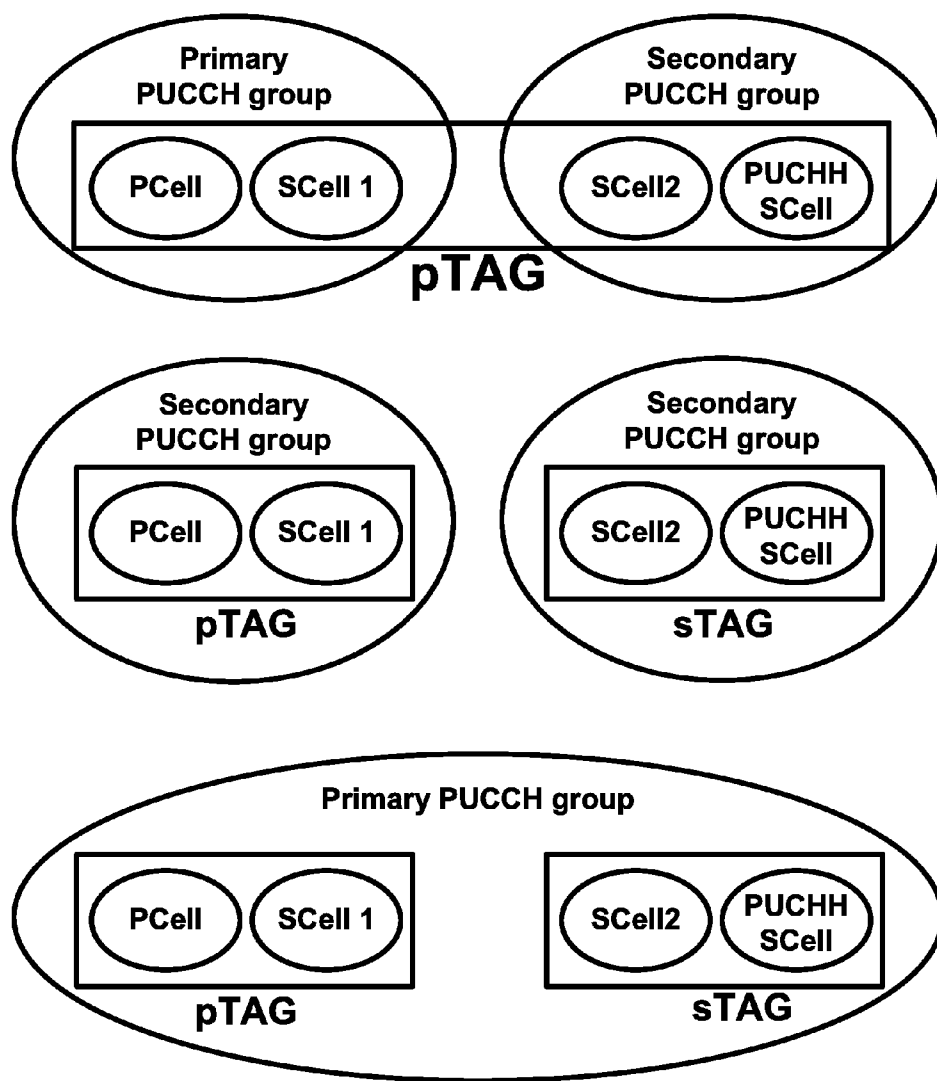 Primary
PUCCH group
Secondary
PUCCH group
PCell
SCell 1
SCell2
PUCHH
SCell
pTAG
Secondary
PUCCH group
Secondary
PUCCH group
PCell
SCell 1
SCell2
PUCHH
SCell
pTAG
sTAG
Primary PUCCH group
PCell
SCell 1
SCell2
PUCHH
SCell
pTAG
sTAG